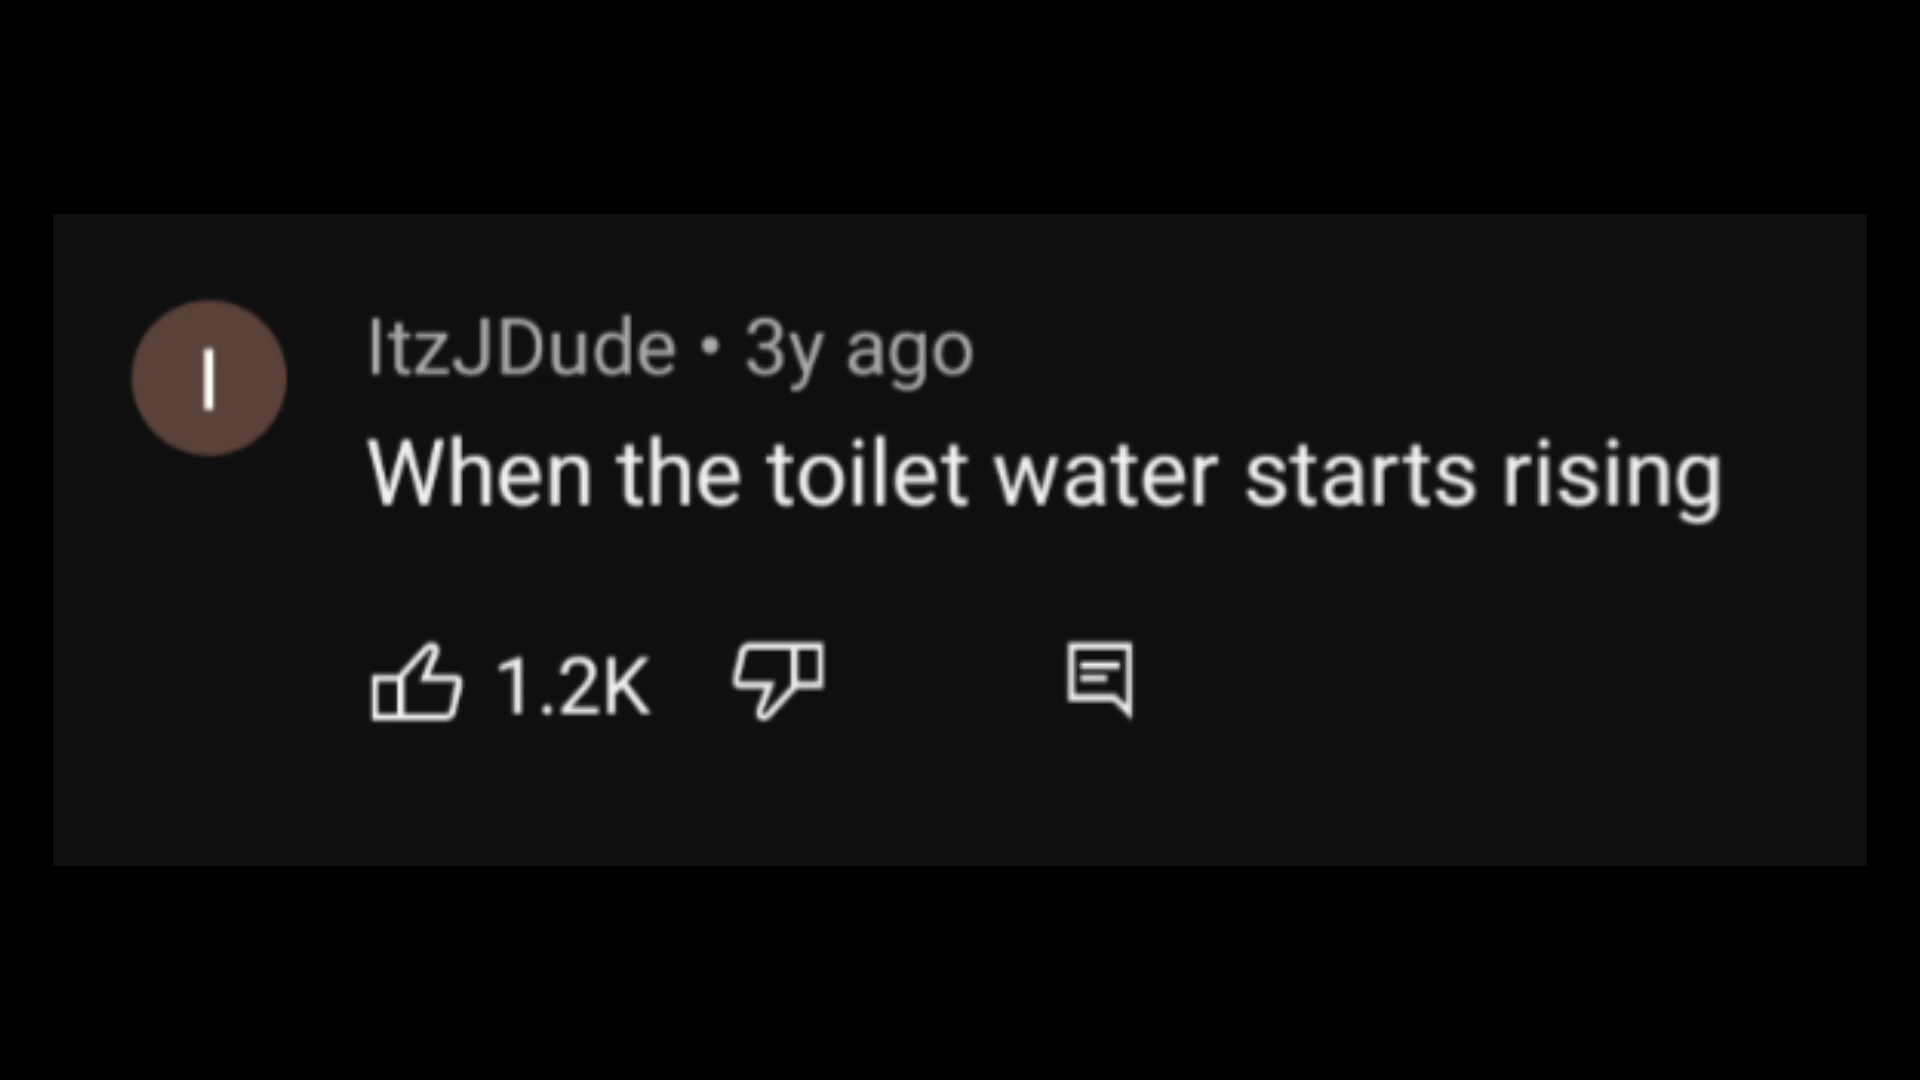 I
ItzJDude • 3y ago
When the toilet water starts rising
1.2K